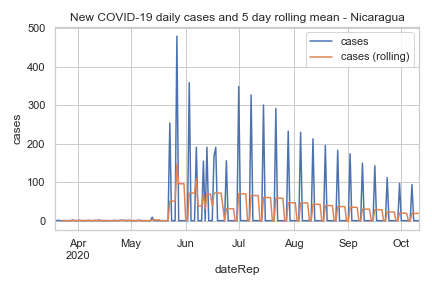 New COVID-19 daily cases and 5 day rolling mean - Nicaragua
500
400
300
200
100
0
cases
cases
cases (rolling)
Apr
2020
May
Jun
Jul
Aug
Sep
Oct
dateRep